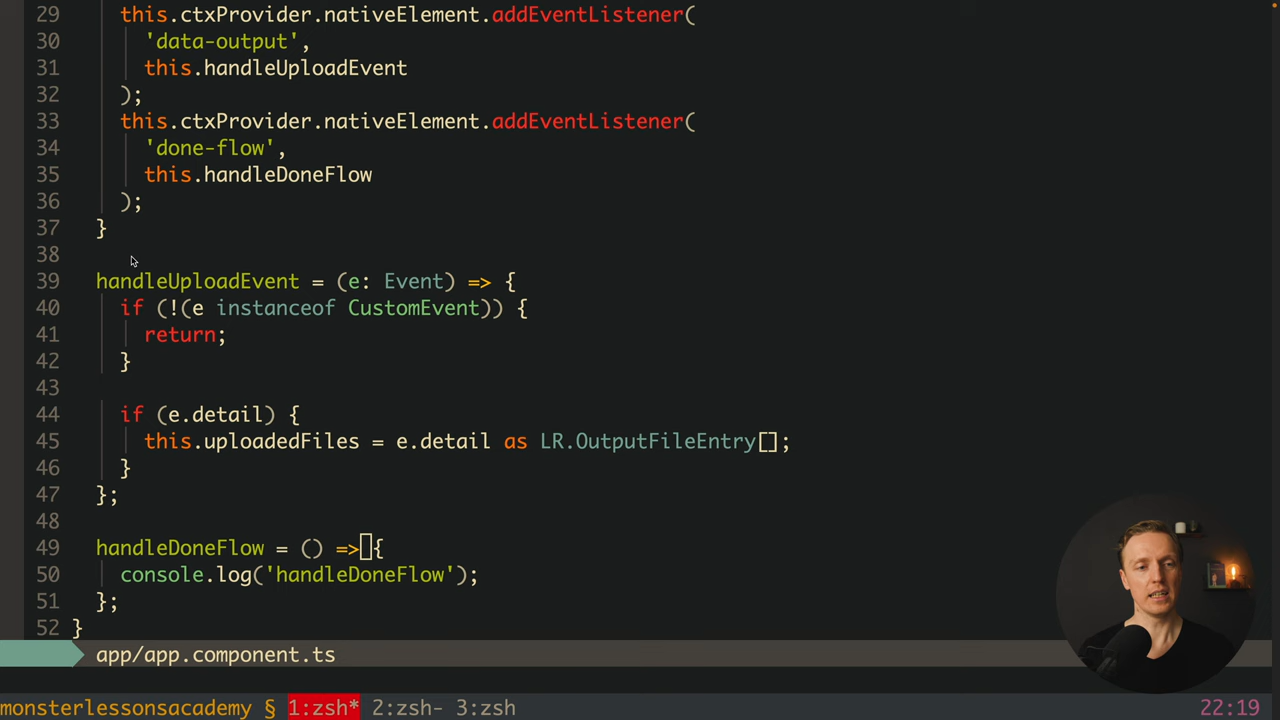 29 this.ctxProvider.nativeElement.addEventListener(
30 'data-output',
31 this.handleUploadEvent
32 );
33 this.ctxProvider.nativeElement.addEventListener(
34 'done-flow',
35 this.handleDoneFlow
36 );
37 }
38
39 handleUploadEvent = (e: Event) => {
40 if (!(e instanceof CustomEvent)) {
41 return;
42 }
43
44 if (e.detail) {
45 this.uploadedFiles = e.detail as LR.OutputFileEntry[];
46 }
47 };
48
49 handleDoneFlow = () => {
50 console.log('handleDoneFlow');
51 };
52 }
app/app.component.ts
monsterlessonsacademy § 1:zsh* 2:zsh- 3:zsh 22:19